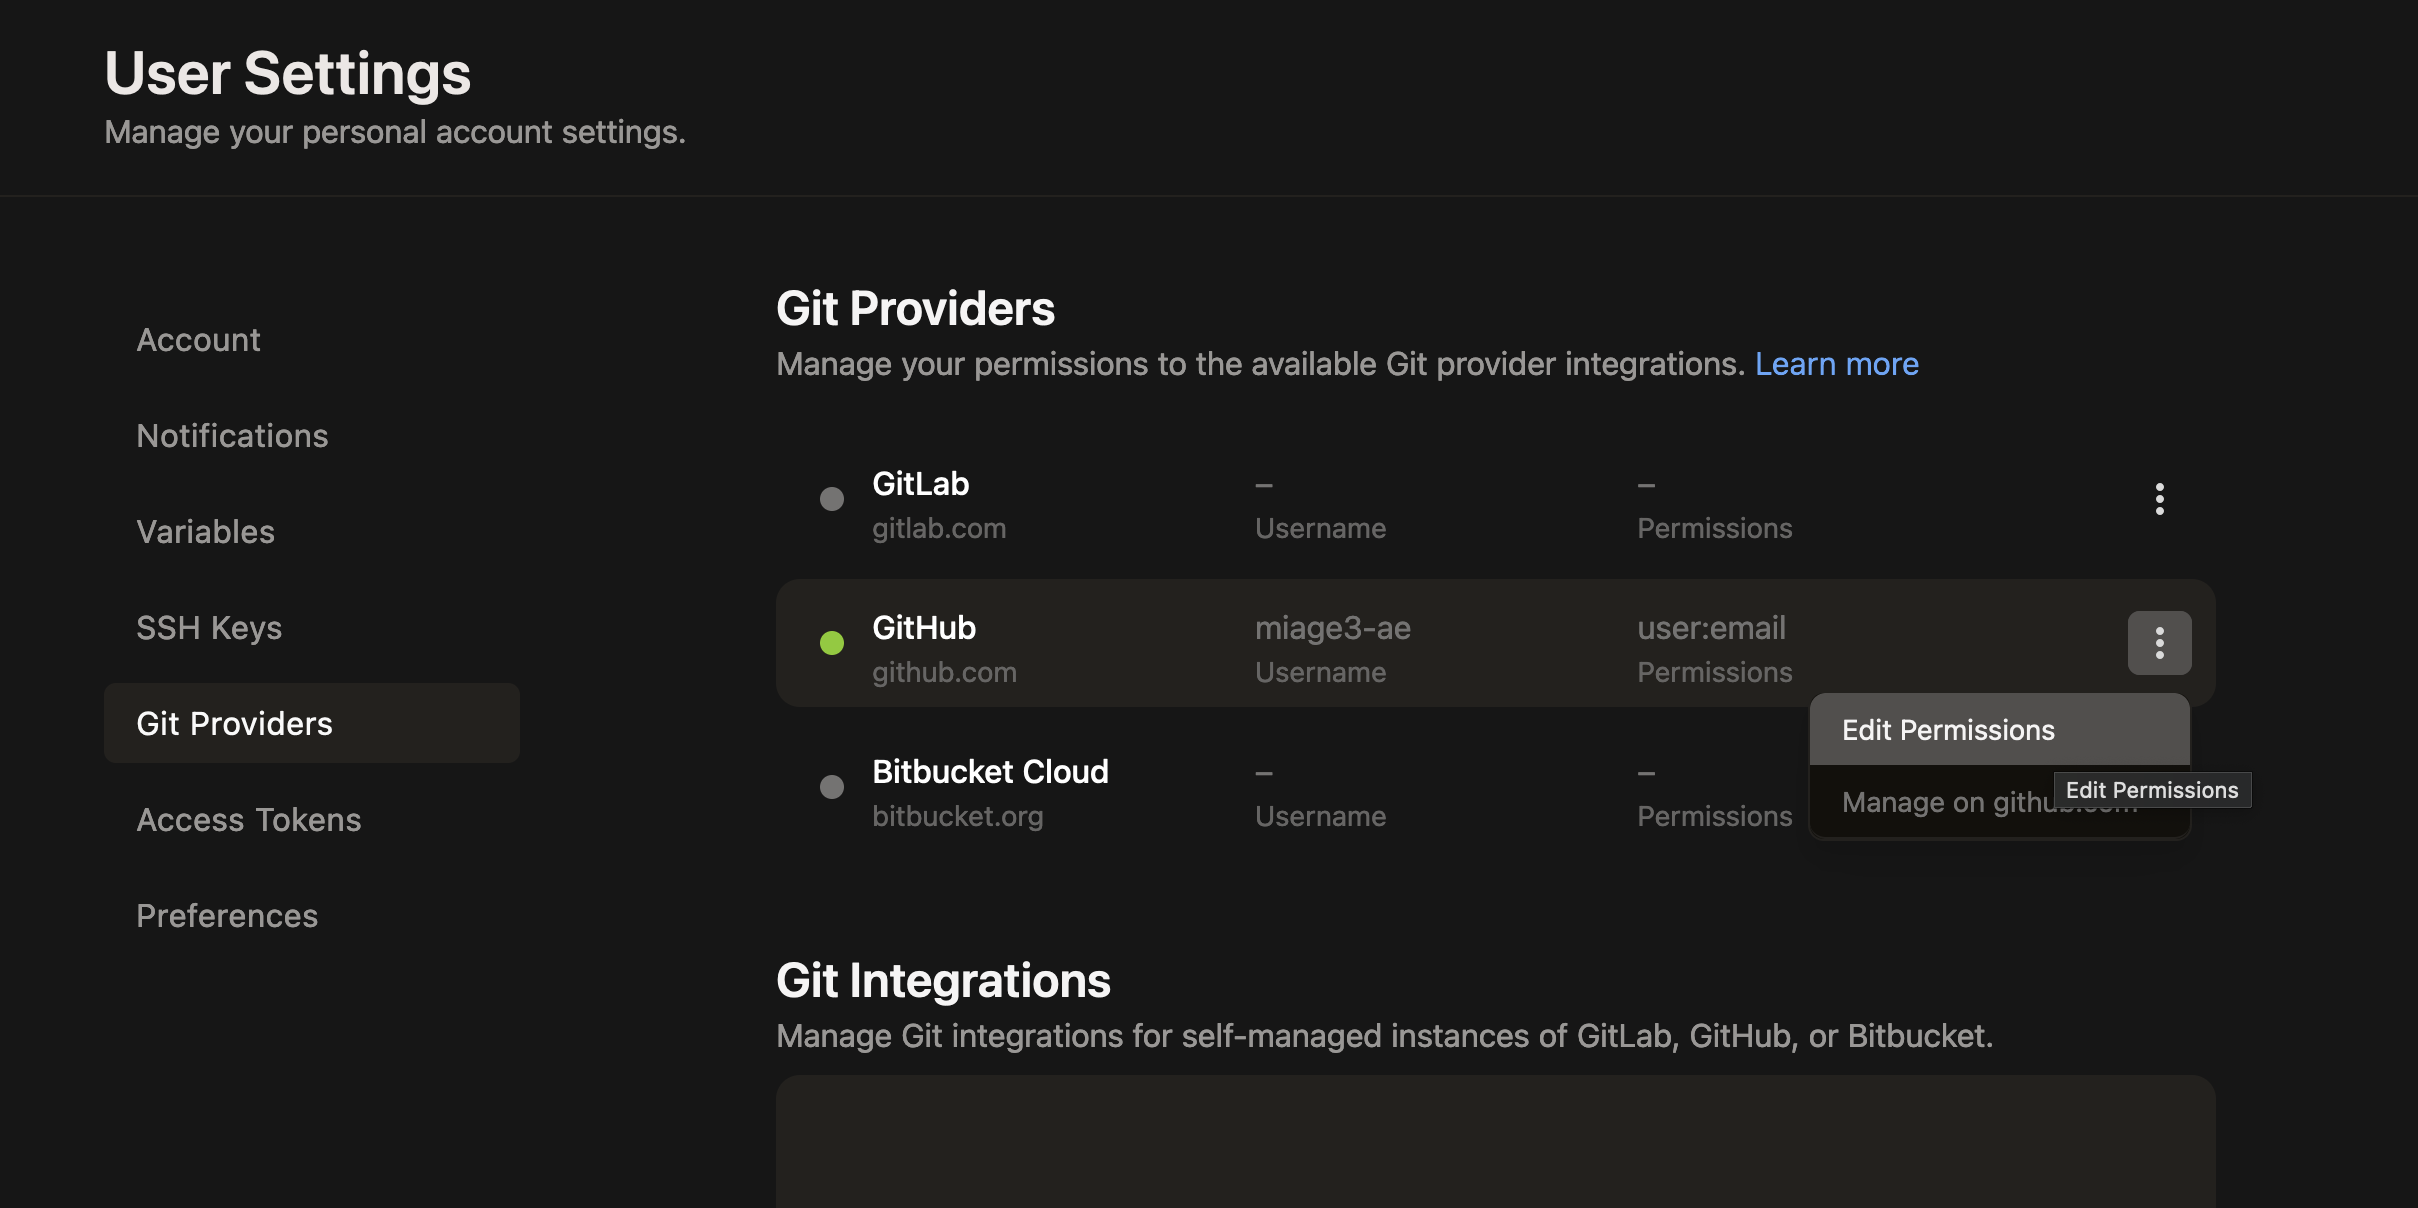 User Settings
Manage your personal account settings.
Account
Notifications
Variables
SSH Keys
Git Providers
Access Tokens
Preferences
Git Providers
Manage your permissions to the available Git provider integrations. Learn more
GitLab – –
gitlab.com Username Permissions
GitHub miage3-ae user:email
github.com Username Permissions
Edit Permissions
Bitbucket Cloud – –
bitbucket.org Username Permissions
Manage on github.com
Edit Permissions
Git Integrations
Manage Git integrations for self-managed instances of GitLab, GitHub, or Bitbucket.